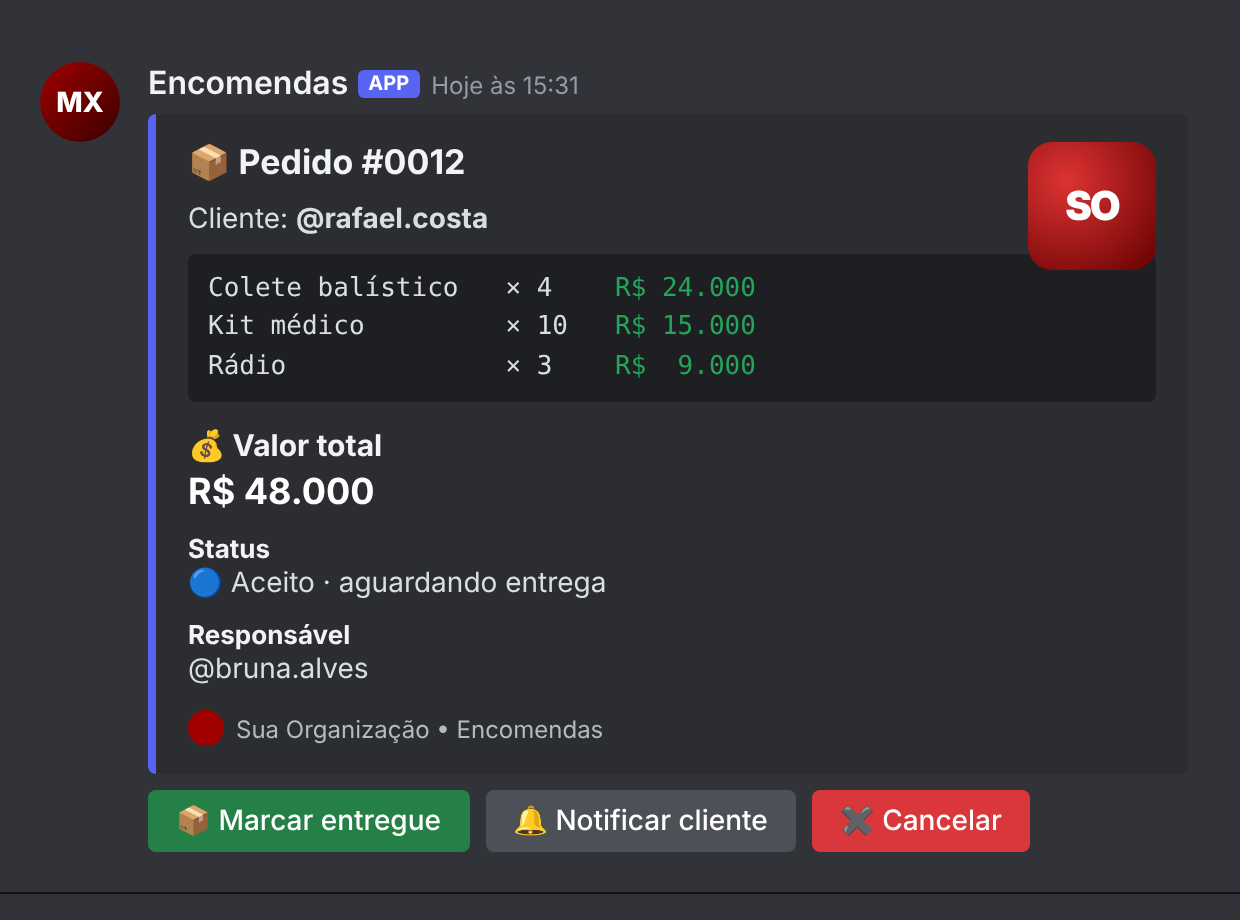 MX
Encomendas APP Hoje às 15:31
📦 Pedido #0012
SO
Cliente: @rafael.costa
Colete balístico × 4 R$ 24.000
Kit médico × 10 R$ 15.000
Rádio × 3 R$ 9.000
💰 Valor total
R$ 48.000
Status
🔵 Aceito · aguardando entrega
Responsável
@bruna.alves
Sua Organização • Encomendas
📦 Marcar entregue 🔔 Notificar cliente ✖️ Cancelar